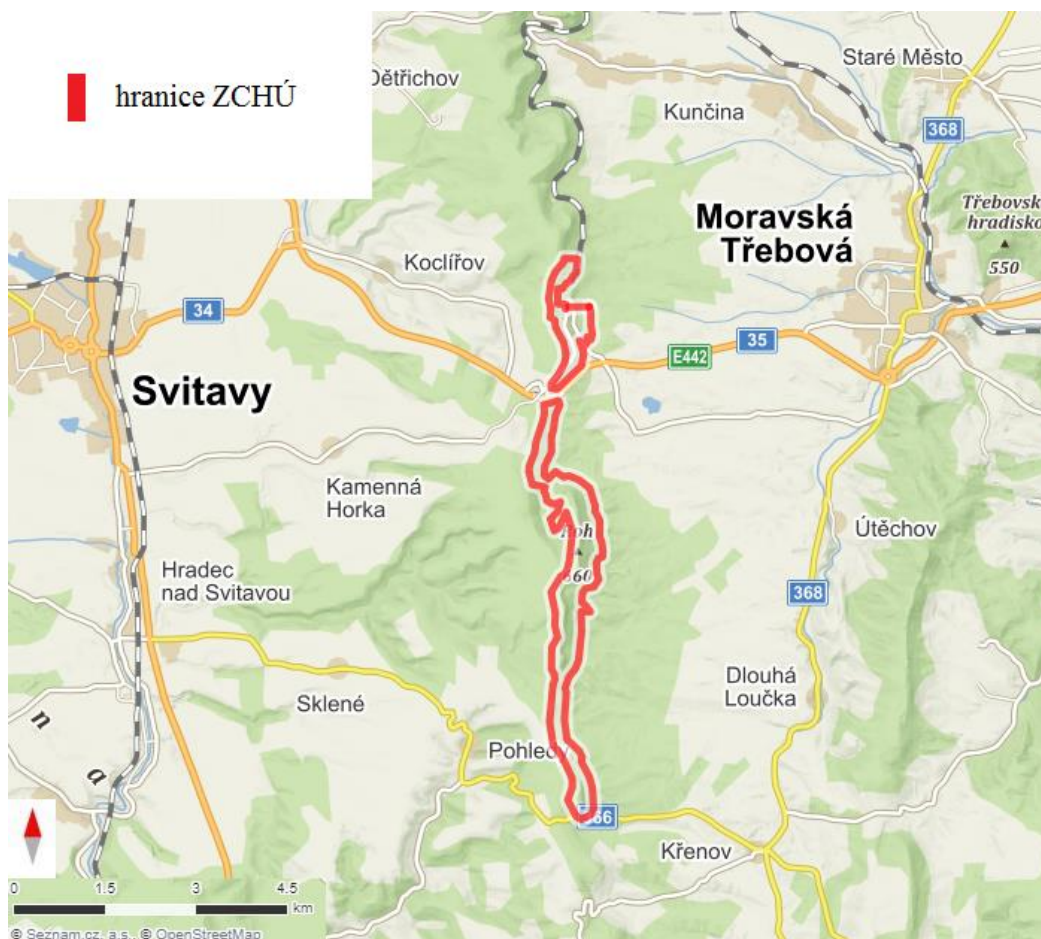 hranice ZCHÚ
Dětřichov
Staré Město
Kunčina
368
Třebovsk
hradisko
550
Moravská
Třebová
Koclířov
34
35
E442
Svitavy
Kamenná
Horka
Útěchov
Hradec
nad Svitavou
368
Dlouhá
Loučka
Sklené
Pohledy
n
a
Křenov
0 1.5 3 4.5
km
© Seznam.cz, a.s., © OpenStreetMap